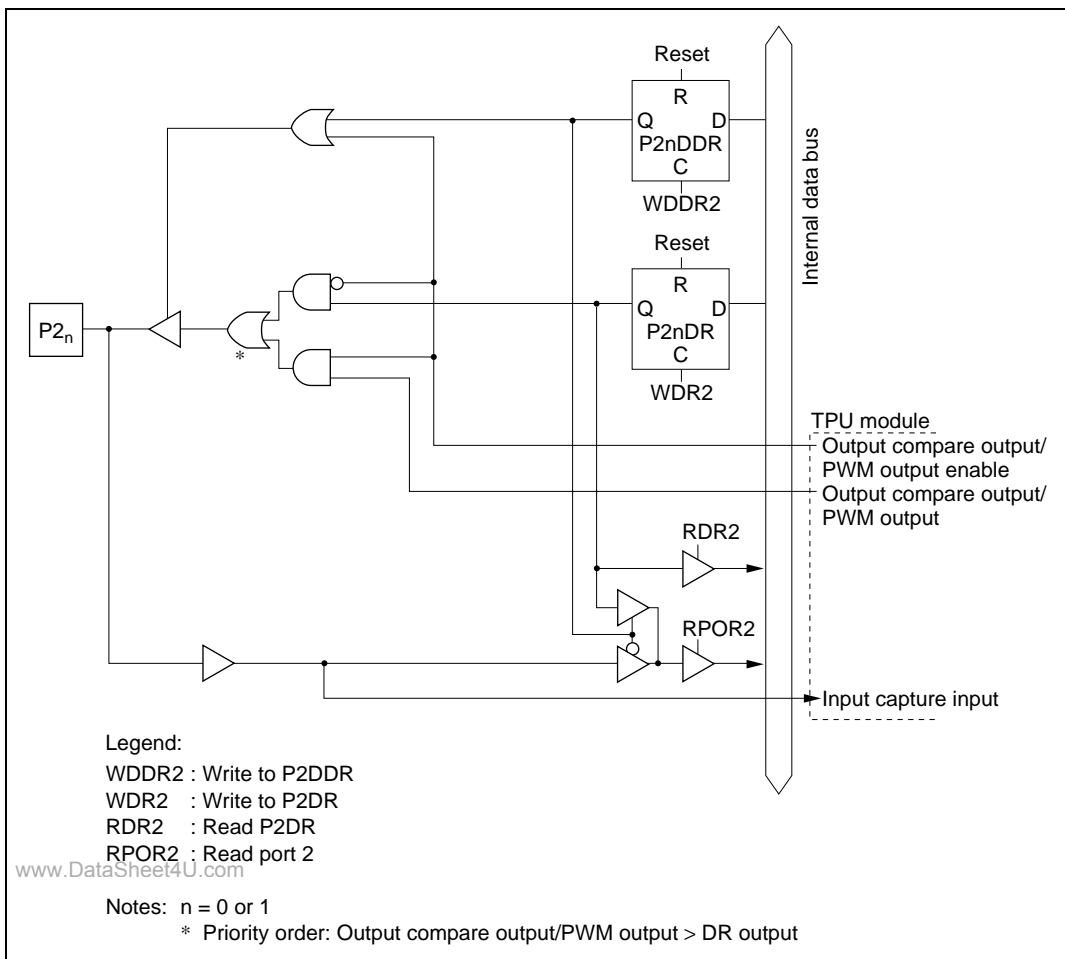 Reset
R
Q D
P2nDDR
C
WDDR2
Internal data bus
Reset
R
Q D
P2nDR
C
WDR2
P2n
*
TPU module
Output compare output/
PWM output enable
Output compare output/
PWM output
RDR2
RPOR2
Input capture input
Legend:
WDDR2 : Write to P2DDR
WDR2 : Write to P2DR
RDR2 : Read P2DR
RPOR2 : Read port 2
www.DataSheet4U.com
Notes: n = 0 or 1
* Priority order: Output compare output/PWM output > DR output